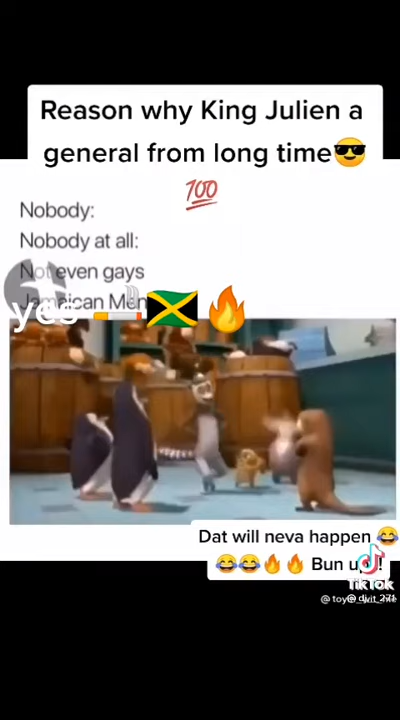 Reason why King Julien a
general from long time😎
💯
Nobody:
Nobody at all:
Not even gays
Jamaican Men
yes 🚬🇯🇲🔥
Dat will neva happen 😂
😂😂🔥🔥 Bun up!!
TikTok